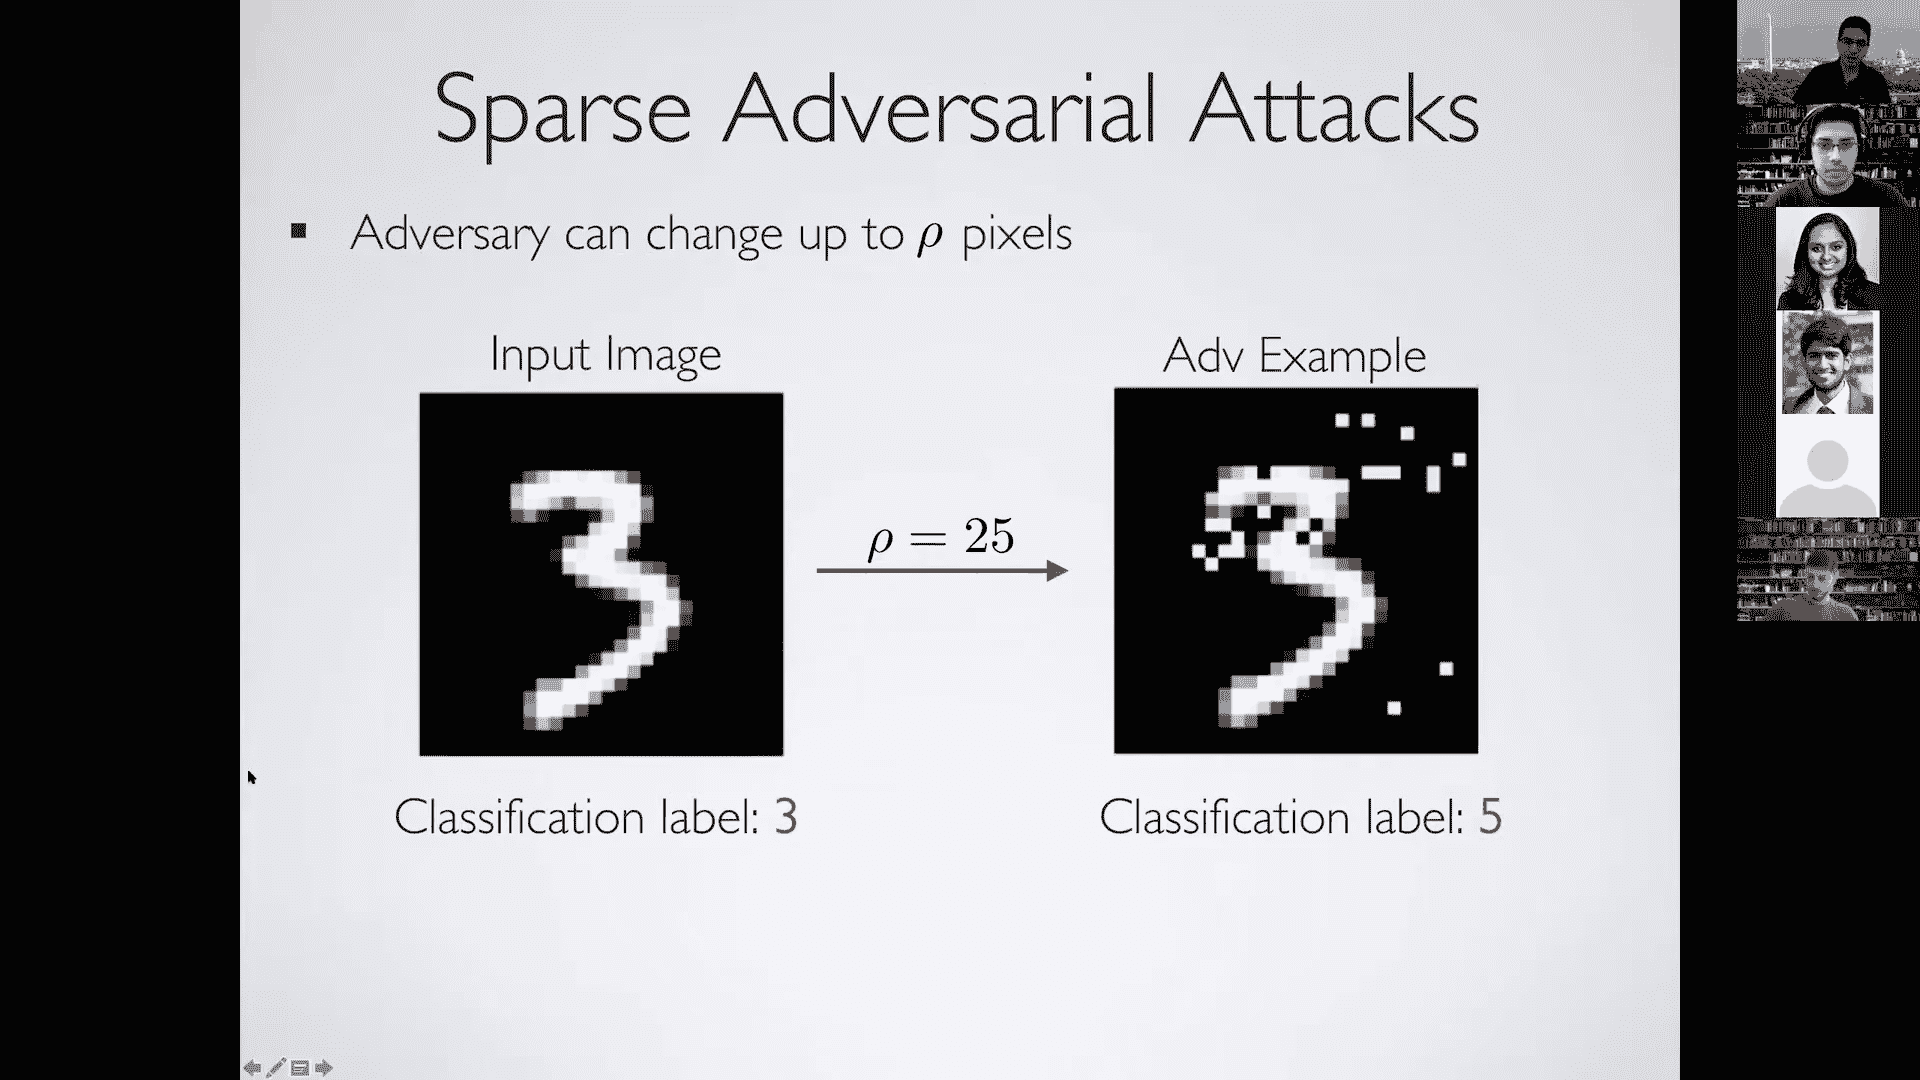 Sparse Adversarial Attacks
▪ Adversary can change up to ρ pixels
Input Image
Adv Example
ρ = 25
Classification label: 3
Classification label: 5